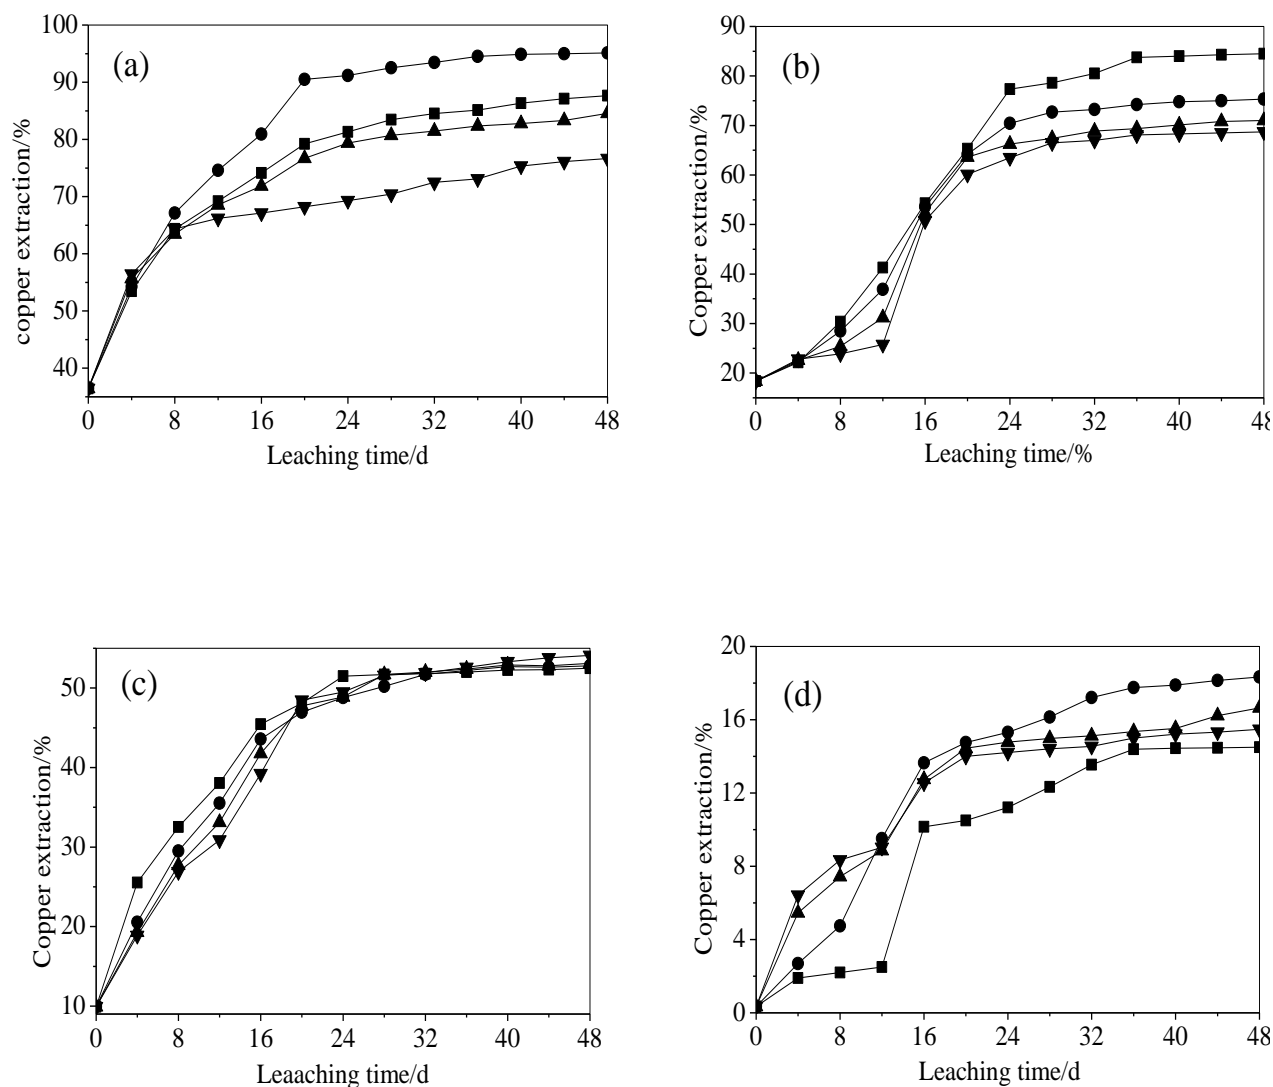 (a)
100
90
80
70
60
50
40
copper extraction/%
0 8 16 24 32 40 48
Leaching time/d
(b)
90
80
70
60
50
40
30
20
Copper extraction/%
0 8 16 24 32 40 48
Leaching time/%
(c)
50
40
30
20
10
Copper extraction/%
0 8 16 24 32 40 48
Leaaching time/d
(d)
20
16
12
8
4
0
Copper extraction/%
0 8 16 24 32 40 48
Leaching time/d